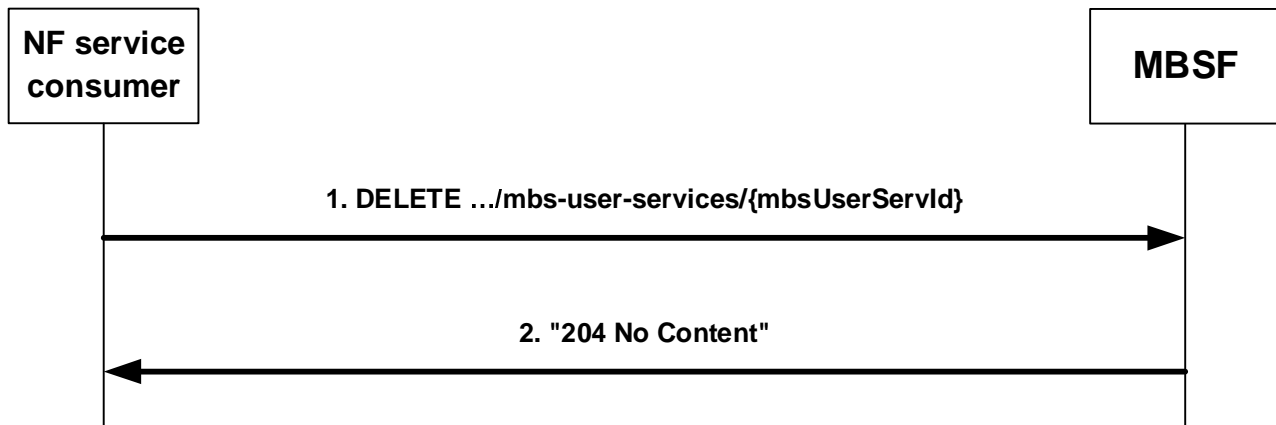 NF service
consumer
MBSF
1. DELETE …/mbs-user-services/{mbsUserServId}
2. "204 No Content"